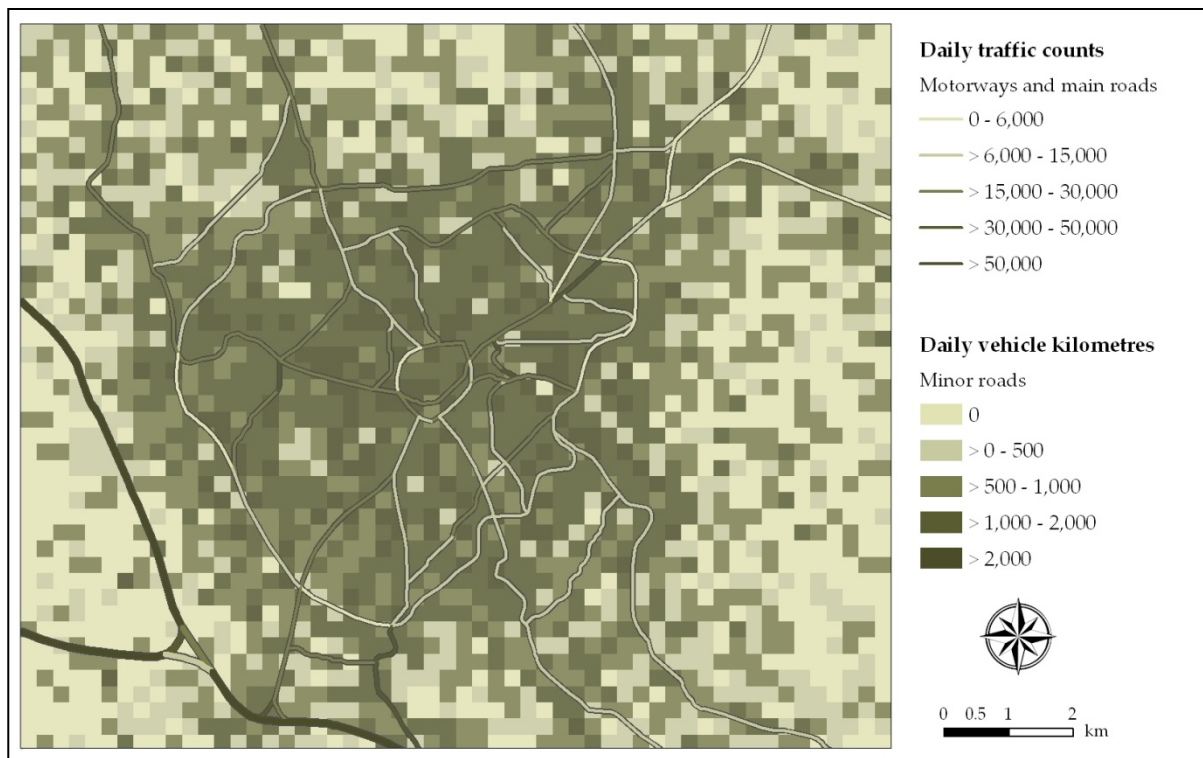 Daily traffic counts
Motorways and main roads
0 - 6,000
> 6,000 - 15,000
> 15,000 - 30,000
> 30,000 - 50,000
> 50,000
Daily vehicle kilometres
Minor roads
0
> 0 - 500
> 500 - 1,000
> 1,000 - 2,000
> 2,000
0 0.5 1 2
km